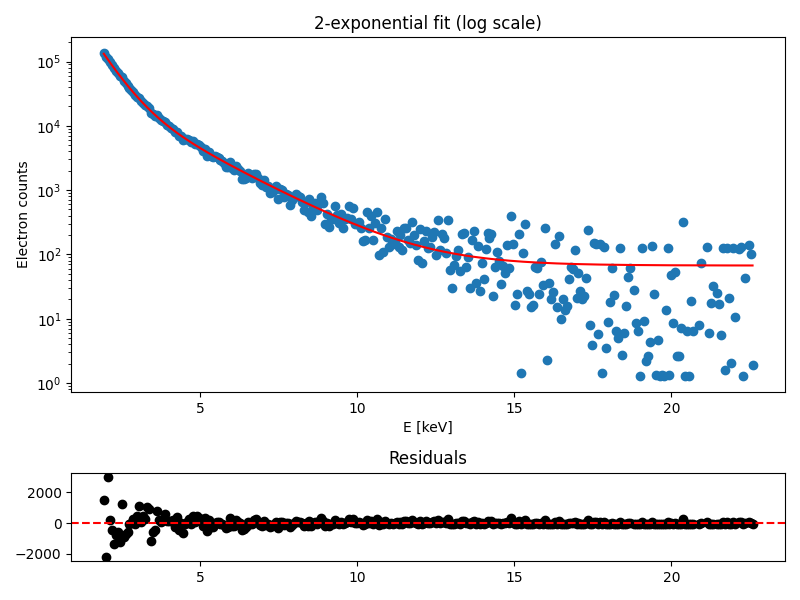 2-exponential fit (log scale)
Electron counts
10^5
10^4
10^3
10^2
10^1
10^0
5 10 15 20
E [keV]
Residuals
2000
0
−2000
5 10 15 20